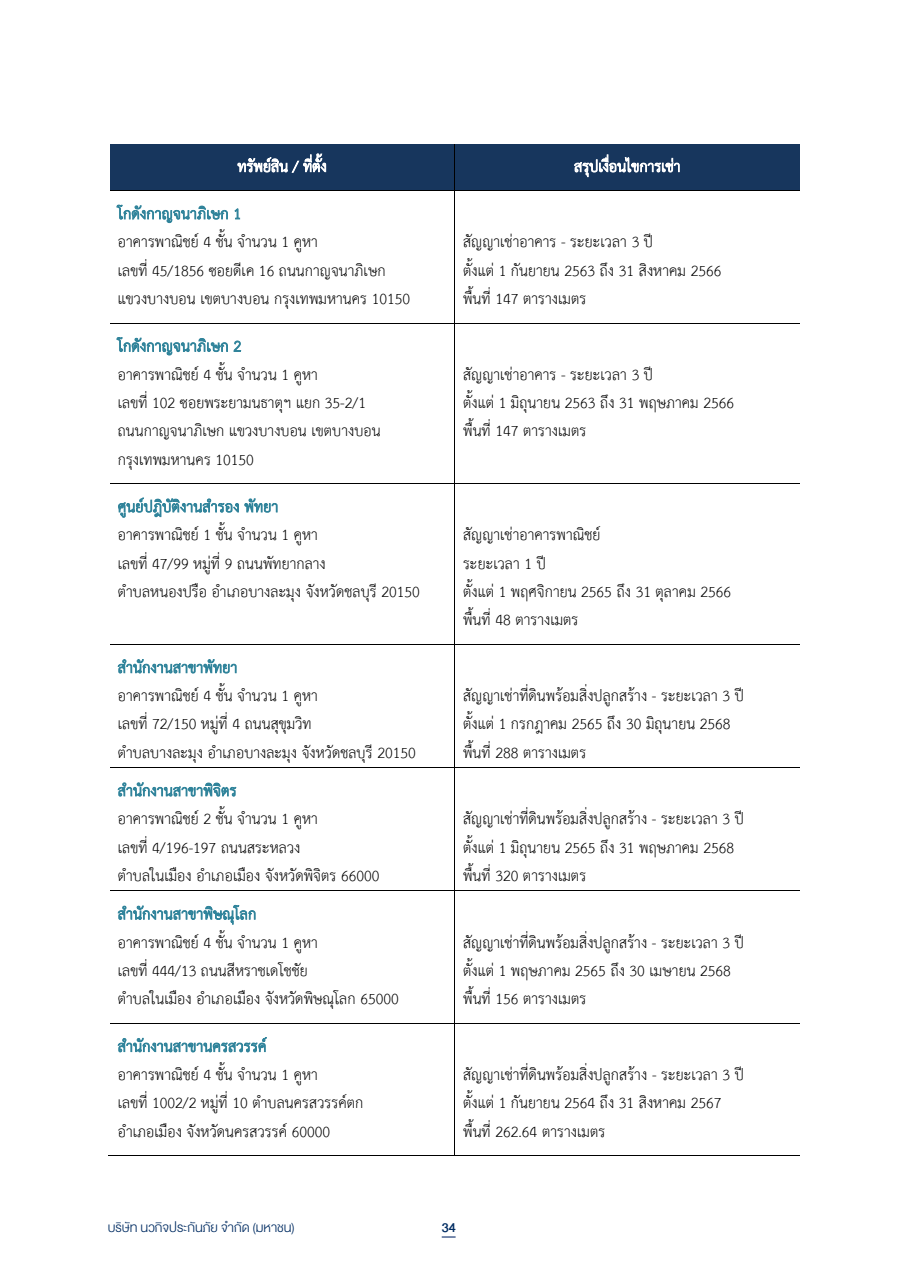 ทรัพย์สิน / ที่ตั้ง
สรุปเงื่อนไขการเช่า
โกดังกาญจนาภิเษก 1
อาคารพาณิชย์ 4 ชั้น จำนวน 1 คูหา
เลขที่ 45/1856 ซอยดีเค 16 ถนนกาญจนาภิเษก
แขวงบางบอน เขตบางบอน กรุงเทพมหานคร 10150
สัญญาเช่าอาคาร - ระยะเวลา 3 ปี
ตั้งแต่ 1 กันยายน 2563 ถึง 31 สิงหาคม 2566
พื้นที่ 147 ตารางเมตร
โกดังกาญจนาภิเษก 2
อาคารพาณิชย์ 4 ชั้น จำนวน 1 คูหา
เลขที่ 102 ซอยพระยามนธาตุฯ แยก 35-2/1
ถนนกาญจนาภิเษก แขวงบางบอน เขตบางบอน
กรุงเทพมหานคร 10150
สัญญาเช่าอาคาร - ระยะเวลา 3 ปี
ตั้งแต่ 1 มิถุนายน 2563 ถึง 31 พฤษภาคม 2566
พื้นที่ 147 ตารางเมตร
ศูนย์ปฎิบัติงานสำรอง พัทยา
อาคารพาณิชย์ 1 ชั้น จำนวน 1 คูหา
เลขที่ 47/99 หมู่ที่ 9 ถนนพัทยากลาง
ตำบลหนองปรือ อำเภอบางละมุง จังหวัดชลบุรี 20150
สัญญาเช่าอาคารพาณิชย์
ระยะเวลา 1 ปี
ตั้งแต่ 1 พฤศจิกายน 2565 ถึง 31 ตุลาคม 2566
พื้นที่ 48 ตารางเมตร
สำนักงานสาขาพัทยา
อาคารพาณิชย์ 4 ชั้น จำนวน 1 คูหา
เลขที่ 72/150 หมู่ที่ 4 ถนนสุขุมวิท
ตำบลบางละมุง อำเภอบางละมุง จังหวัดชลบุรี 20150
สัญญาเช่าที่ดินพร้อมสิ่งปลูกสร้าง - ระยะเวลา 3 ปี
ตั้งแต่ 1 กรกฎาคม 2565 ถึง 30 มิถุนายน 2568
พื้นที่ 288 ตารางเมตร
สำนักงานสาขาพิจิตร
อาคารพาณิชย์ 2 ชั้น จำนวน 1 คูหา
เลขที่ 4/196-197 ถนนสระหลวง
ตำบลในเมือง อำเภอเมือง จังหวัดพิจิตร 66000
สัญญาเช่าที่ดินพร้อมสิ่งปลูกสร้าง - ระยะเวลา 3 ปี
ตั้งแต่ 1 มิถุนายน 2565 ถึง 31 พฤษภาคม 2568
พื้นที่ 320 ตารางเมตร
สำนักงานสาขาพิษณุโลก
อาคารพาณิชย์ 4 ชั้น จำนวน 1 คูหา
เลขที่ 444/13 ถนนสีหราชเดโชชัย
ตำบลในเมือง อำเภอเมือง จังหวัดพิษณุโลก 65000
สัญญาเช่าที่ดินพร้อมสิ่งปลูกสร้าง - ระยะเวลา 3 ปี
ตั้งแต่ 1 พฤษภาคม 2565 ถึง 30 เมษายน 2568
พื้นที่ 156 ตารางเมตร
สำนักงานสาขานครสวรรค์
อาคารพาณิชย์ 4 ชั้น จำนวน 1 คูหา
เลขที่ 1002/2 หมู่ที่ 10 ตำบลนครสวรรค์ตก
อำเภอเมือง จังหวัดนครสวรรค์ 60000
สัญญาเช่าที่ดินพร้อมสิ่งปลูกสร้าง - ระยะเวลา 3 ปี
ตั้งแต่ 1 กันยายน 2564 ถึง 31 สิงหาคม 2567
พื้นที่ 262.64 ตารางเมตร
บริษัท นวกิจประกันภัย จำกัด (มหาชน)
34